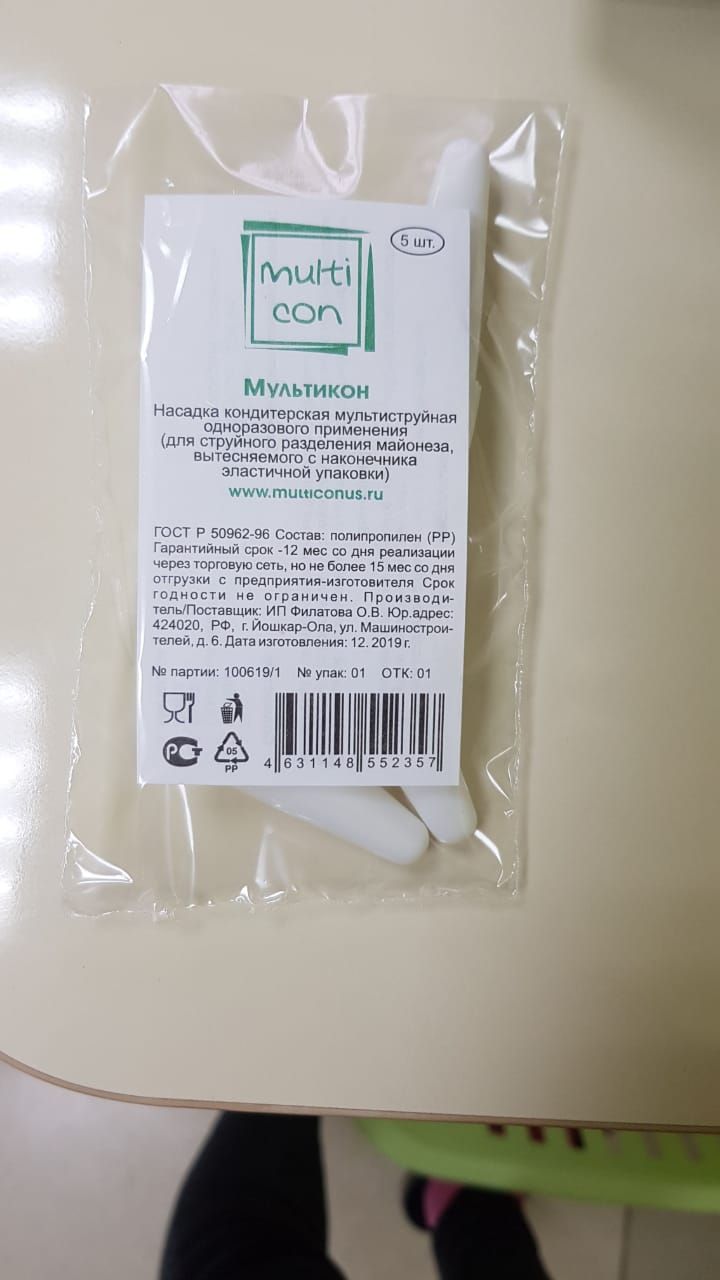 5 шт.
multi
con
Мультикон
Насадка кондитерская мультиструйная
одноразового применения
(для струйного разделения майонеза,
вытесняемого с наконечника
эластичной упаковки)
www.multiconus.ru
ГОСТ Р 50962-96 Состав: полипропилен (РР)
Гарантийный срок -12 мес со дня реализации
через торговую сеть, но не более 15 мес со дня
отгрузки с предприятия-изготовителя Срок
годности не ограничен. Производи-
тель/Поставщик: ИП Филатова О.В. Юр.адрес:
424020, РФ, г. Йошкар-Ола, ул. Машинострои-
телей, д. 6. Дата изготовления: 12. 2019 г.
№ партии: 100619/1 № упак: 01 ОТК: 01
РСТ
05
PP
4 631148 552357